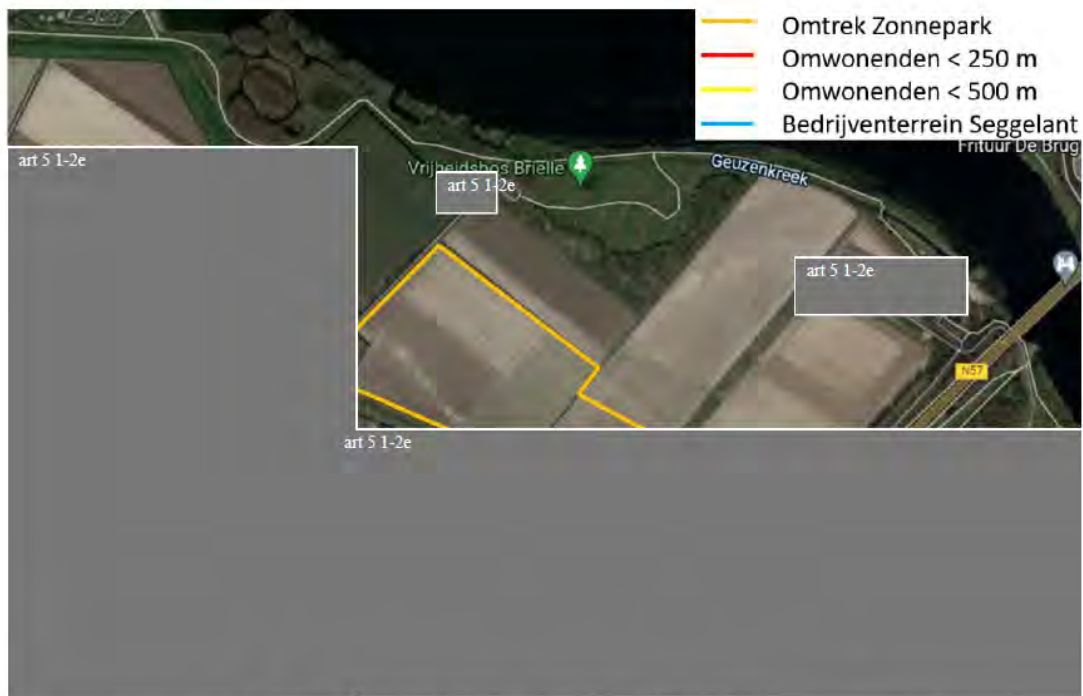 Omtrek Zonnepark
Omwonenden < 250 m
Omwonenden < 500 m
Bedrijventerrein Seggelant
Frituur De Brug
art 5 1-2e
Vrijheidsbos Brielle
art 5 1-2e
Geuzenkreek
art 5 1-2e
N57
art 5 1-2e